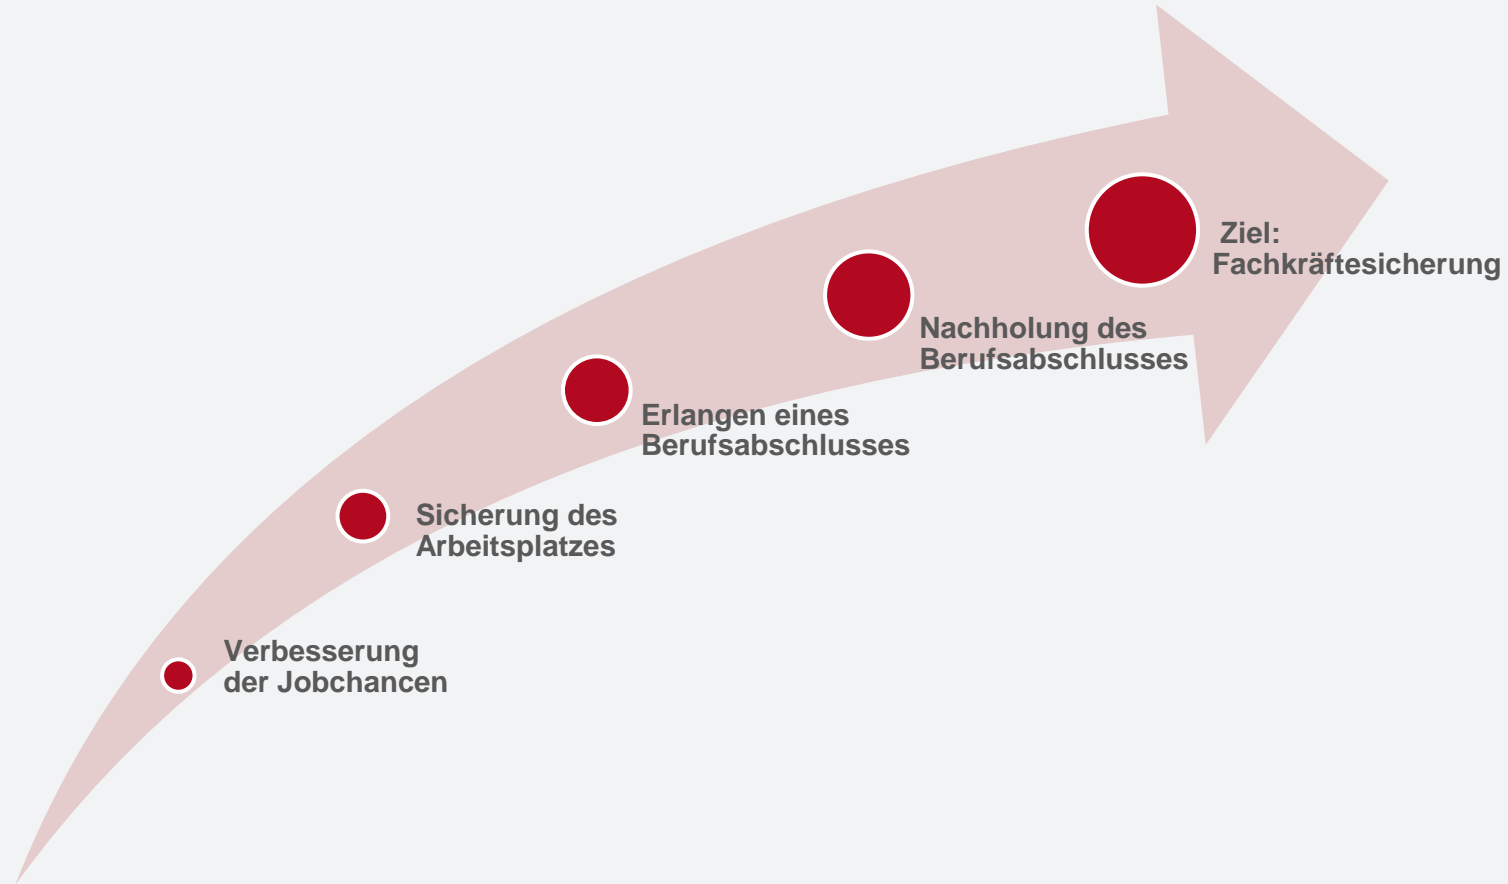 Ziel:
Fachkräftesicherung
Nachholung des
Berufsabschlusses
Erlangen eines
Berufsabschlusses
Sicherung des
Arbeitsplatzes
Verbesserung
der Jobchancen